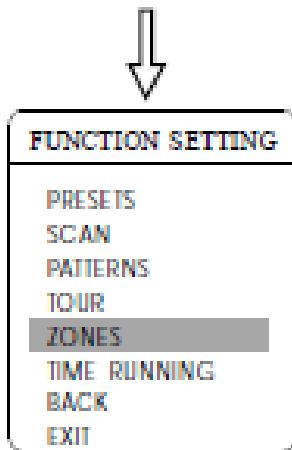 FUNCTION SETTING
PRESETS
SCAN
PATTERNS
TOUR
ZONES
TIME RUNNING
BACK
EXIT